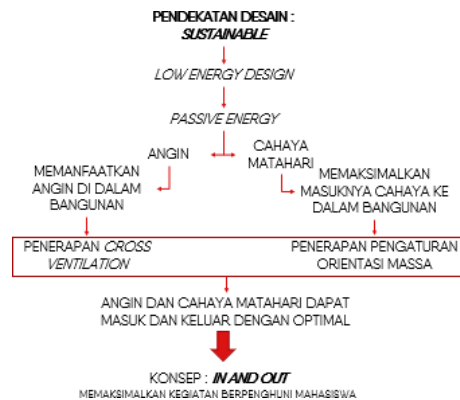 PENDEKATAN DESAIN :
SUSTAINABLE
LOW ENERGY DESIGN
PASSIVE ENERGY
ANGIN
CAHAYA
MATAHARI
MEMANFAATKAN
ANGIN DI DALAM
BANGUNAN
MEMAKSIMALKAN
MASUKNYA CAHAYA KE
DALAM BANGUNAN
PENERAPAN CROSS
VENTILATION
PENERAPAN PENGATURAN
ORIENTASI MASSA
ANGIN DAN CAHAYA MATAHARI DAPAT
MASUK DAN KELUAR DENGAN OPTIMAL
KONSEP : IN AND OUT
MEMAKSIMALKAN KEGIATAN BERPENGHUNI MAHASISWA